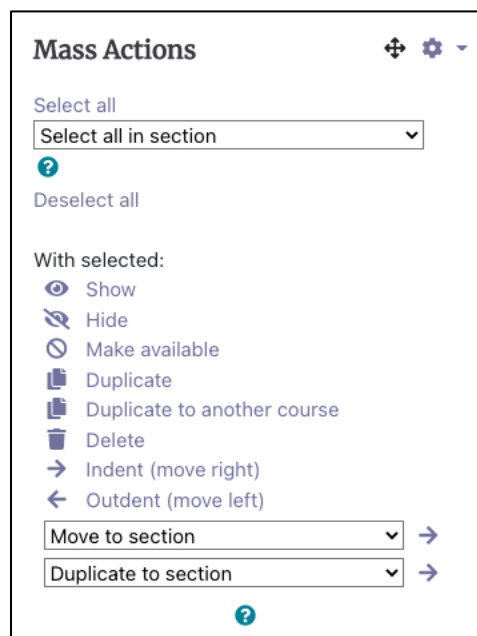 Mass Actions
Select all
Select all in section
?
Deselect all
With selected:
Show
Hide
Make available
Duplicate
Duplicate to another course
Delete
Indent (move right)
Outdent (move left)
Move to section
Duplicate to section
?